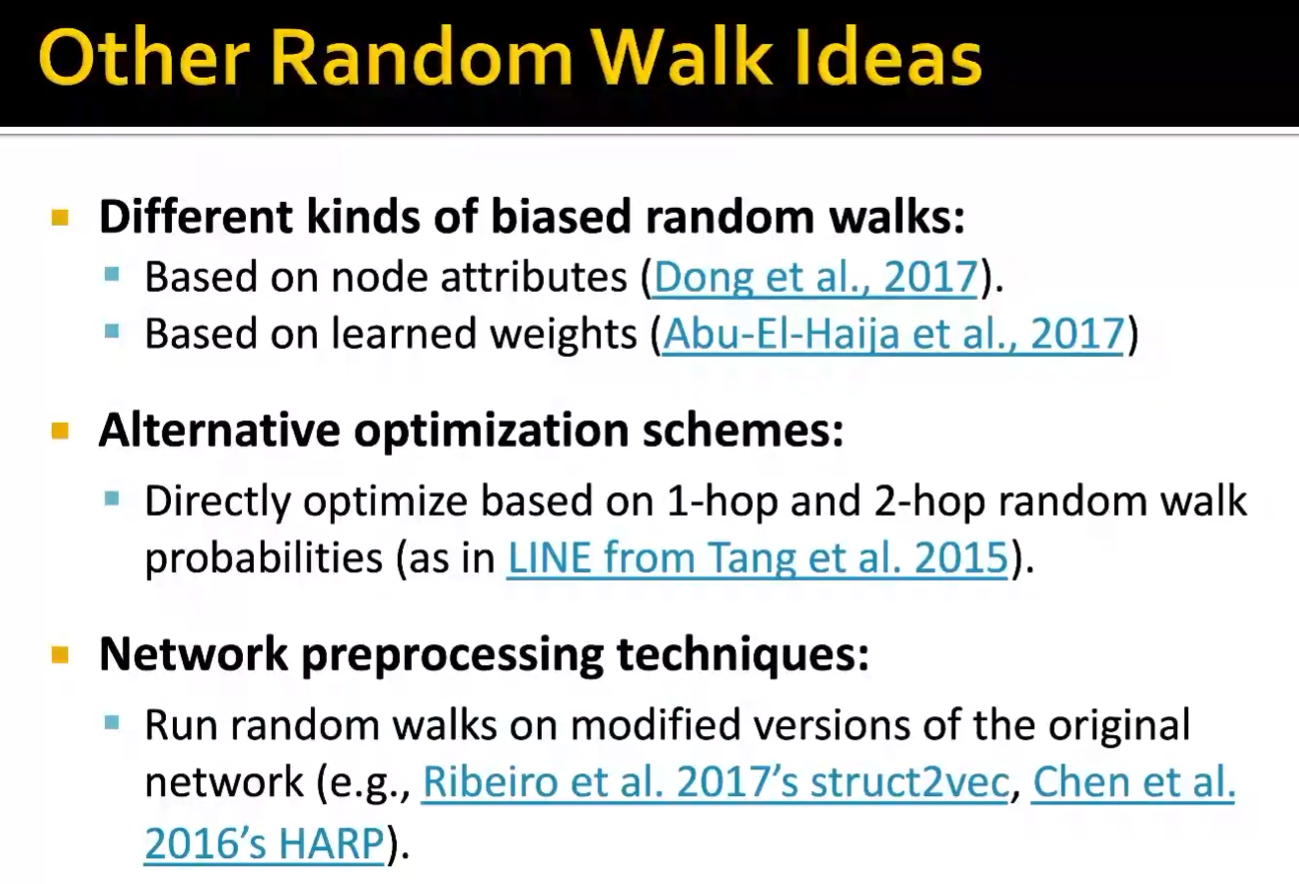 Other Random Walk Ideas
Different kinds of biased random walks:
Based on node attributes (Dong et al., 2017).
Based on learned weights (Abu-El-Haija et al., 2017)
Alternative optimization schemes:
Directly optimize based on 1-hop and 2-hop random walk
probabilities (as in LINE from Tang et al. 2015).
Network preprocessing techniques:
Run random walks on modified versions of the original
network (e.g., Ribeiro et al. 2017’s struct2vec, Chen et al.
2016’s HARP).